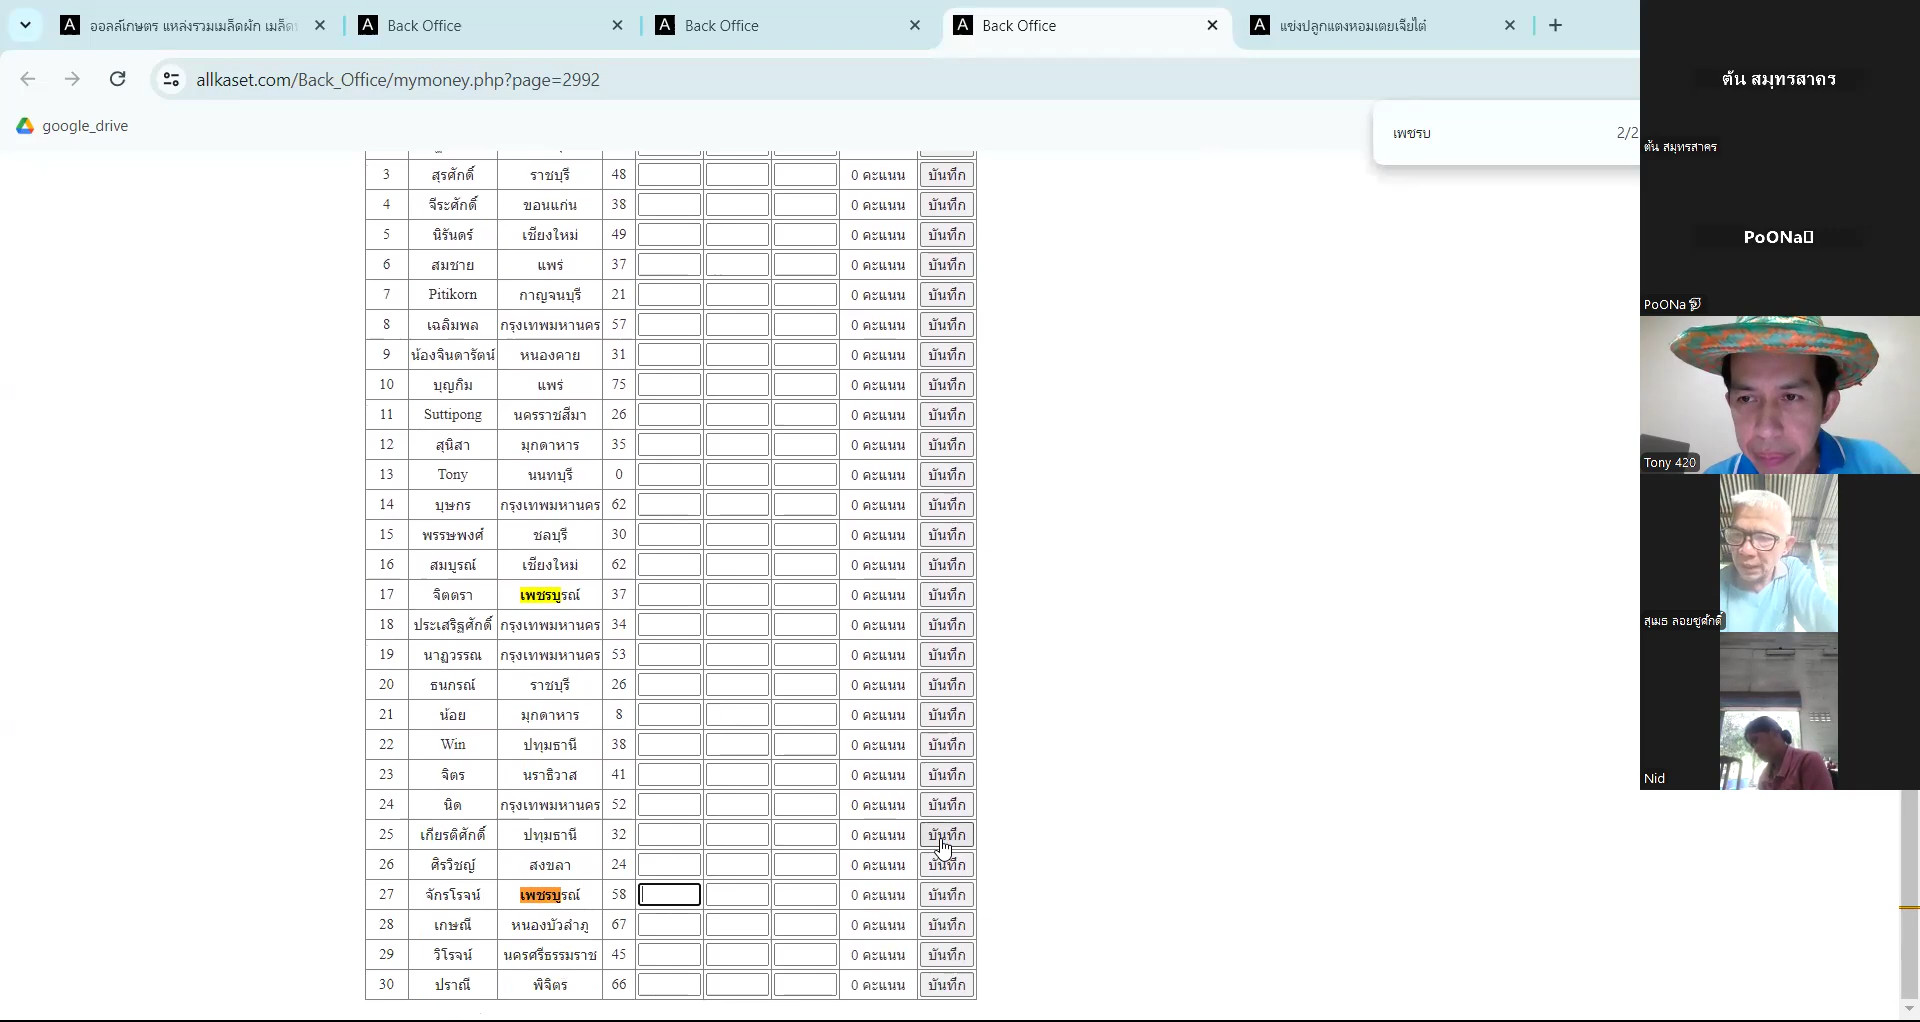 ออลล์เกษตร แหล่งรวมเมล็ดผัก เมล็ด
Back Office
Back Office
Back Office
แข่งปลูกแตงหอมเตยเจียไต๋
allkaset.com/Back_Office/mymoney.php?page=2992
google_drive
เพชรบ 2/2
3 สุรศักดิ์ ราชบุรี 48 0 คะแนน บันทึก
4 จีระศักดิ์ ขอนแก่น 38 0 คะแนน บันทึก
5 นิรันดร์ เชียงใหม่ 49 0 คะแนน บันทึก
6 สมชาย แพร่ 37 0 คะแนน บันทึก
7 Pitikorn กาญจนบุรี 21 0 คะแนน บันทึก
8 เฉลิมพล กรุงเทพมหานคร 57 0 คะแนน บันทึก
9 น้องจินดารัตน์ หนองคาย 31 0 คะแนน บันทึก
10 บุญกิม แพร่ 75 0 คะแนน บันทึก
11 Suttipong นครราชสีมา 26 0 คะแนน บันทึก
12 สุนิสา มุกดาหาร 35 0 คะแนน บันทึก
13 Tony นนทบุรี 0 0 คะแนน บันทึก
14 บุษกร กรุงเทพมหานคร 62 0 คะแนน บันทึก
15 พรรษพงศ์ ชลบุรี 30 0 คะแนน บันทึก
16 สมบูรณ์ เชียงใหม่ 62 0 คะแนน บันทึก
17 จิตตรา เพชรบูรณ์ 37 0 คะแนน บันทึก
18 ประเสริฐศักดิ์ กรุงเทพมหานคร 34 0 คะแนน บันทึก
19 นาฏวรรณ กรุงเทพมหานคร 53 0 คะแนน บันทึก
20 ธนกรณ์ ราชบุรี 26 0 คะแนน บันทึก
21 น้อย มุกดาหาร 8 0 คะแนน บันทึก
22 Win ปทุมธานี 38 0 คะแนน บันทึก
23 จิตร นราธิวาส 41 0 คะแนน บันทึก
24 นิด กรุงเทพมหานคร 52 0 คะแนน บันทึก
25 เกียรติศักดิ์ ปทุมธานี 32 0 คะแนน บันทึก
26 ศิรวิชญ์ สงขลา 24 0 คะแนน บันทึก
27 จักรโรจน์ เพชรบูรณ์ 58 0 คะแนน บันทึก
28 เกษณี หนองบัวลำภู 67 0 คะแนน บันทึก
29 วิโรจน์ นครศรีธรรมราช 45 0 คะแนน บันทึก
30 ปราณี พิจิตร 66 0 คะแนน บันทึก
ต้น สมุทรสาคร
ต้น สมุทรสาคร
PoONa
PoONa
Tony 420
สุเมธ ลอยชูศักดิ์
Nid